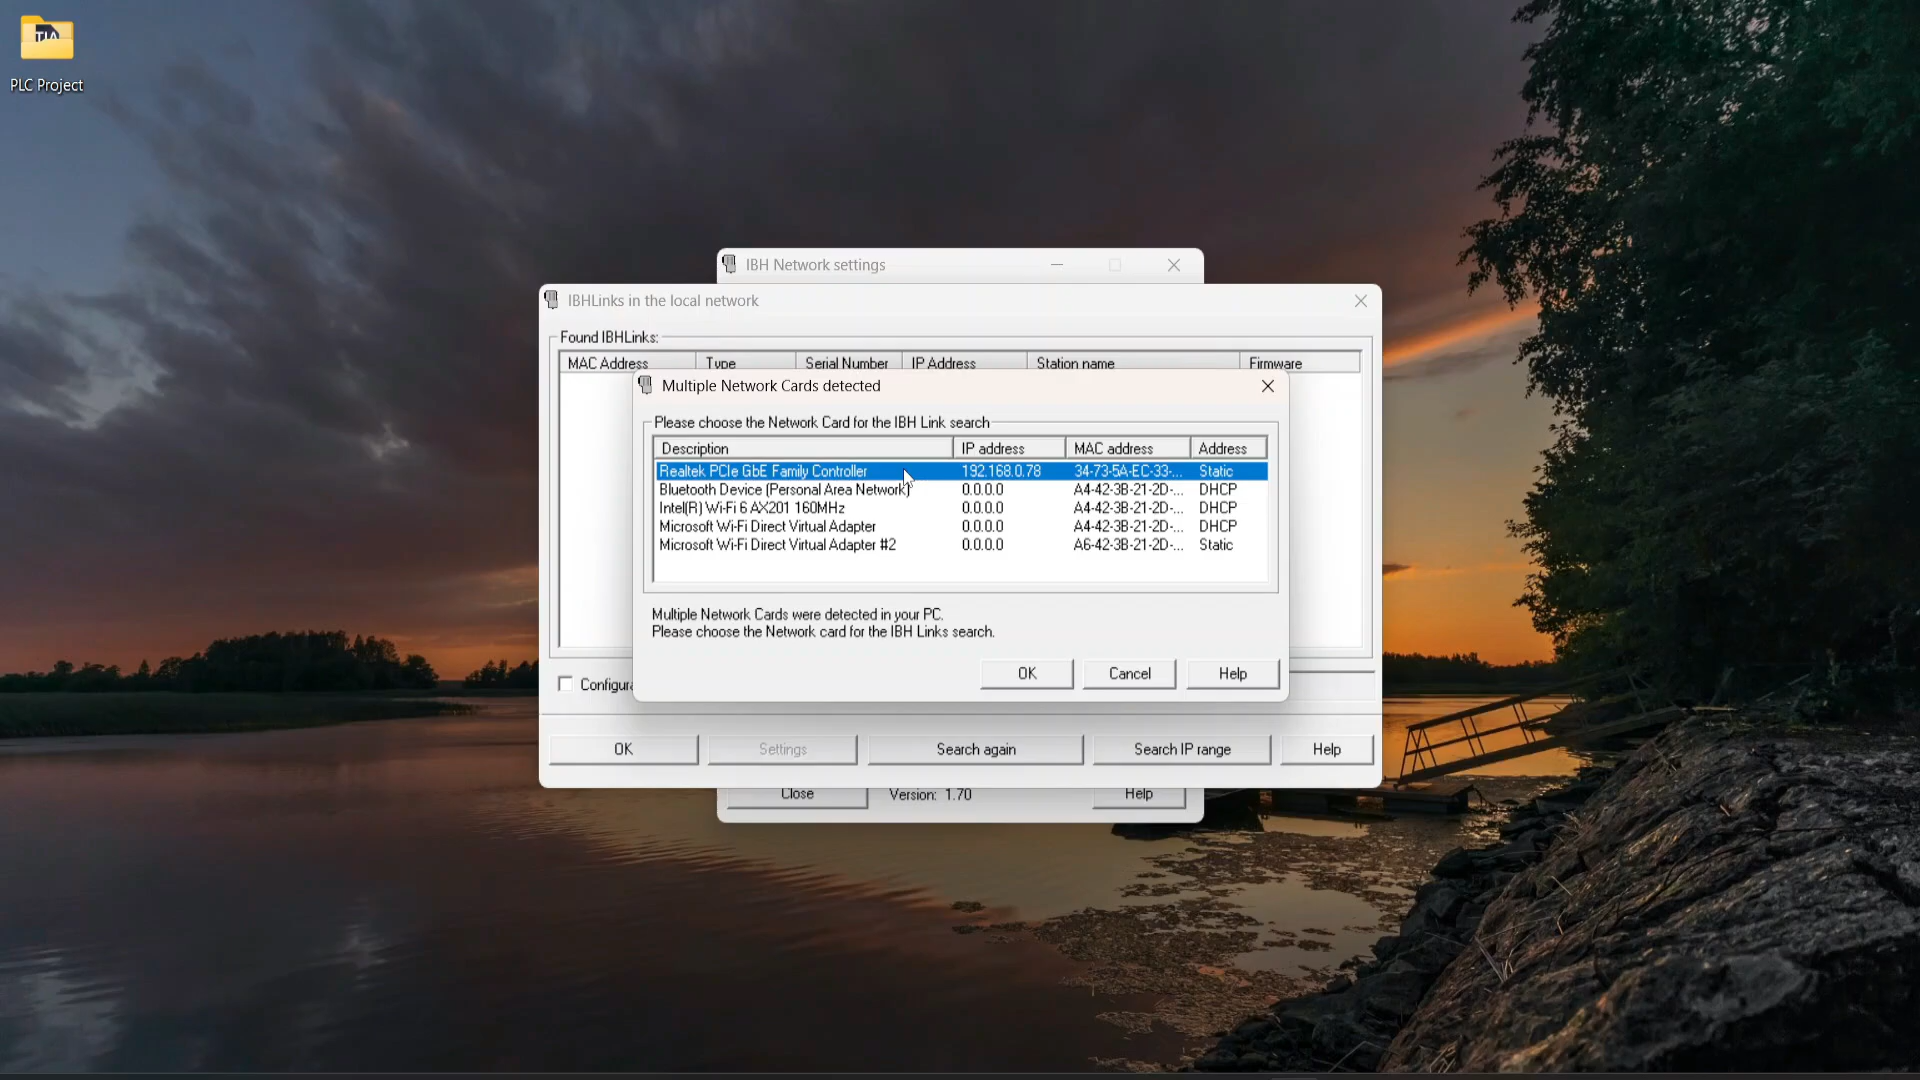 TIA
PLC Project
IBH Network settings
IBHLinks in the local network
Found IBHLinks:
MAC Address Type Serial Number IP Address Station name Firmware
Multiple Network Cards detected
Please choose the Network Card for the IBH Link search
Description IP address MAC address Address
Realtek PCIe GbE Family Controller 192.168.0.78 34-73-5A-EC-33-... Static
Bluetooth Device (Personal Area Network) 0.0.0.0 A4-42-3B-21-2D-... DHCP
Intel(R) Wi-Fi 6 AX201 160MHz 0.0.0.0 A4-42-3B-21-2D-... DHCP
Microsoft Wi-Fi Direct Virtual Adapter 0.0.0.0 A4-42-3B-21-2D-... DHCP
Microsoft Wi-Fi Direct Virtual Adapter #2 0.0.0.0 A6-42-3B-21-2D-... Static
Multiple Network Cards were detected in your PC.
Please choose the Network card for the IBH Links search.
OK Cancel Help
Configura
OK Settings Search again Search IP range Help
Close Version: 1.70 Help